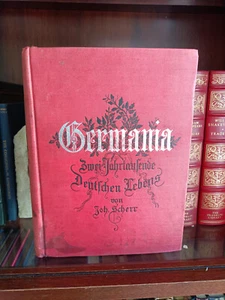 Germania
Zwei Jahrtausende
Deutschen Lebens
von
Joh. Scherr